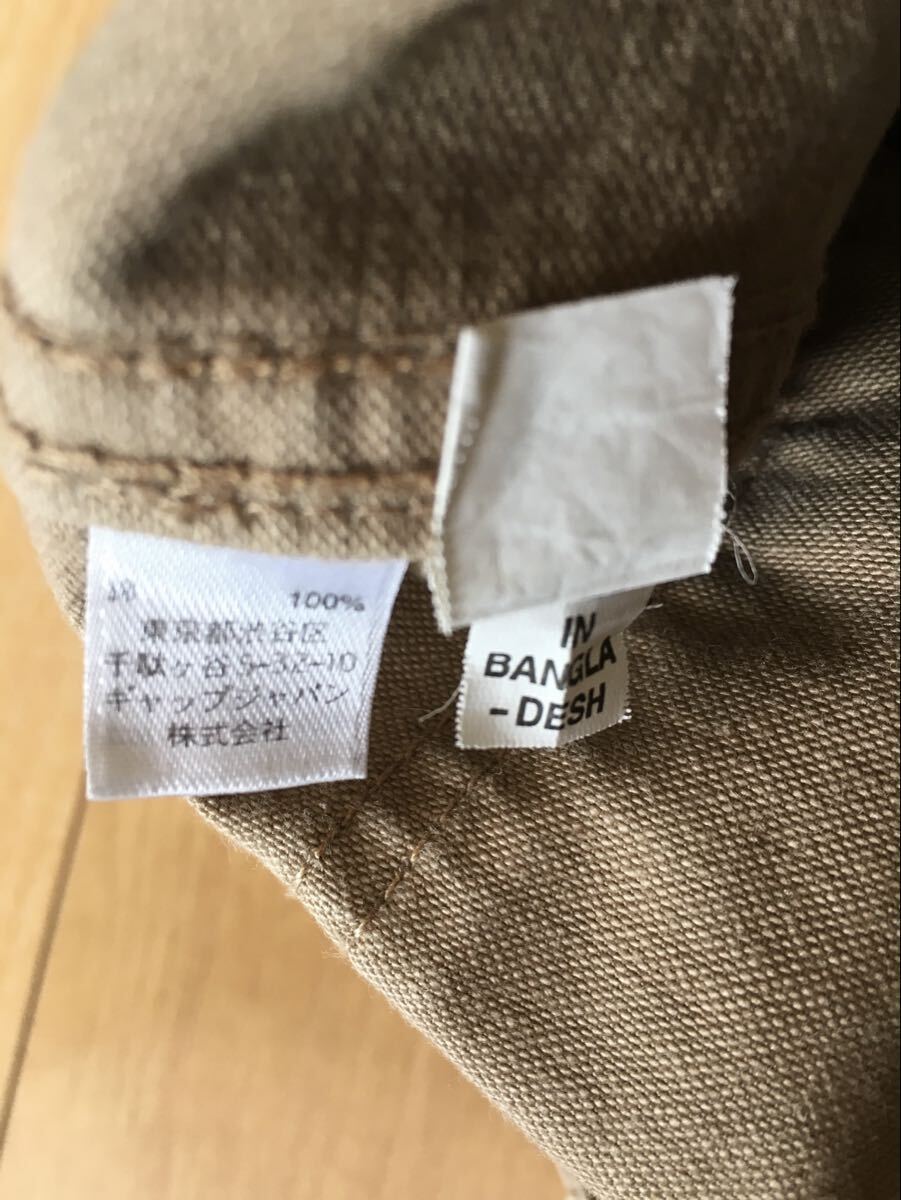 綿 100%
東京都渋谷区
千駄ヶ谷5-32-10
ギャップジャパン
株式会社
IN
BANGLA
-DESH